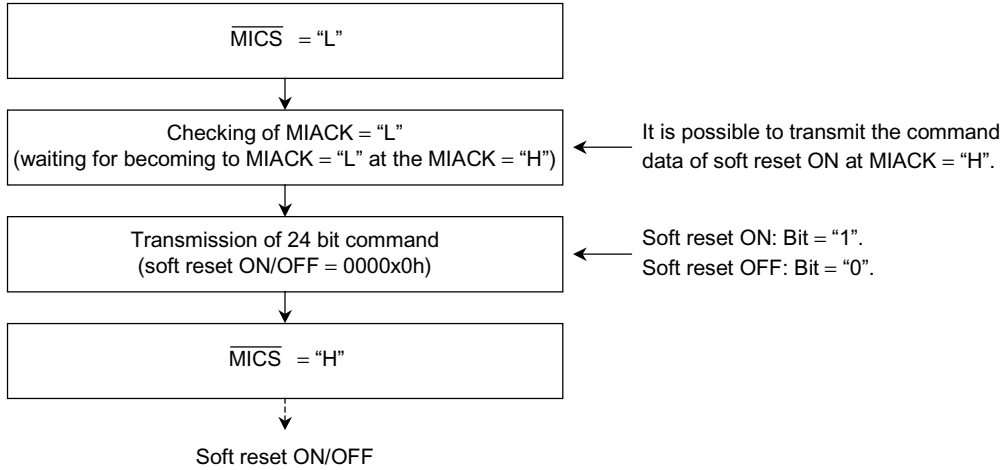 M̅I̅C̅S̅ = “L”
Checking of MIACK = “L”
(waiting for becoming to MIACK = “L” at the MIACK = “H”)
It is possible to transmit the command
data of soft reset ON at MIACK = “H”.
Transmission of 24 bit command
(soft reset ON/OFF = 0000x0h)
Soft reset ON: Bit = “1”.
Soft reset OFF: Bit = “0”.
M̅I̅C̅S̅ = “H”
Soft reset ON/OFF